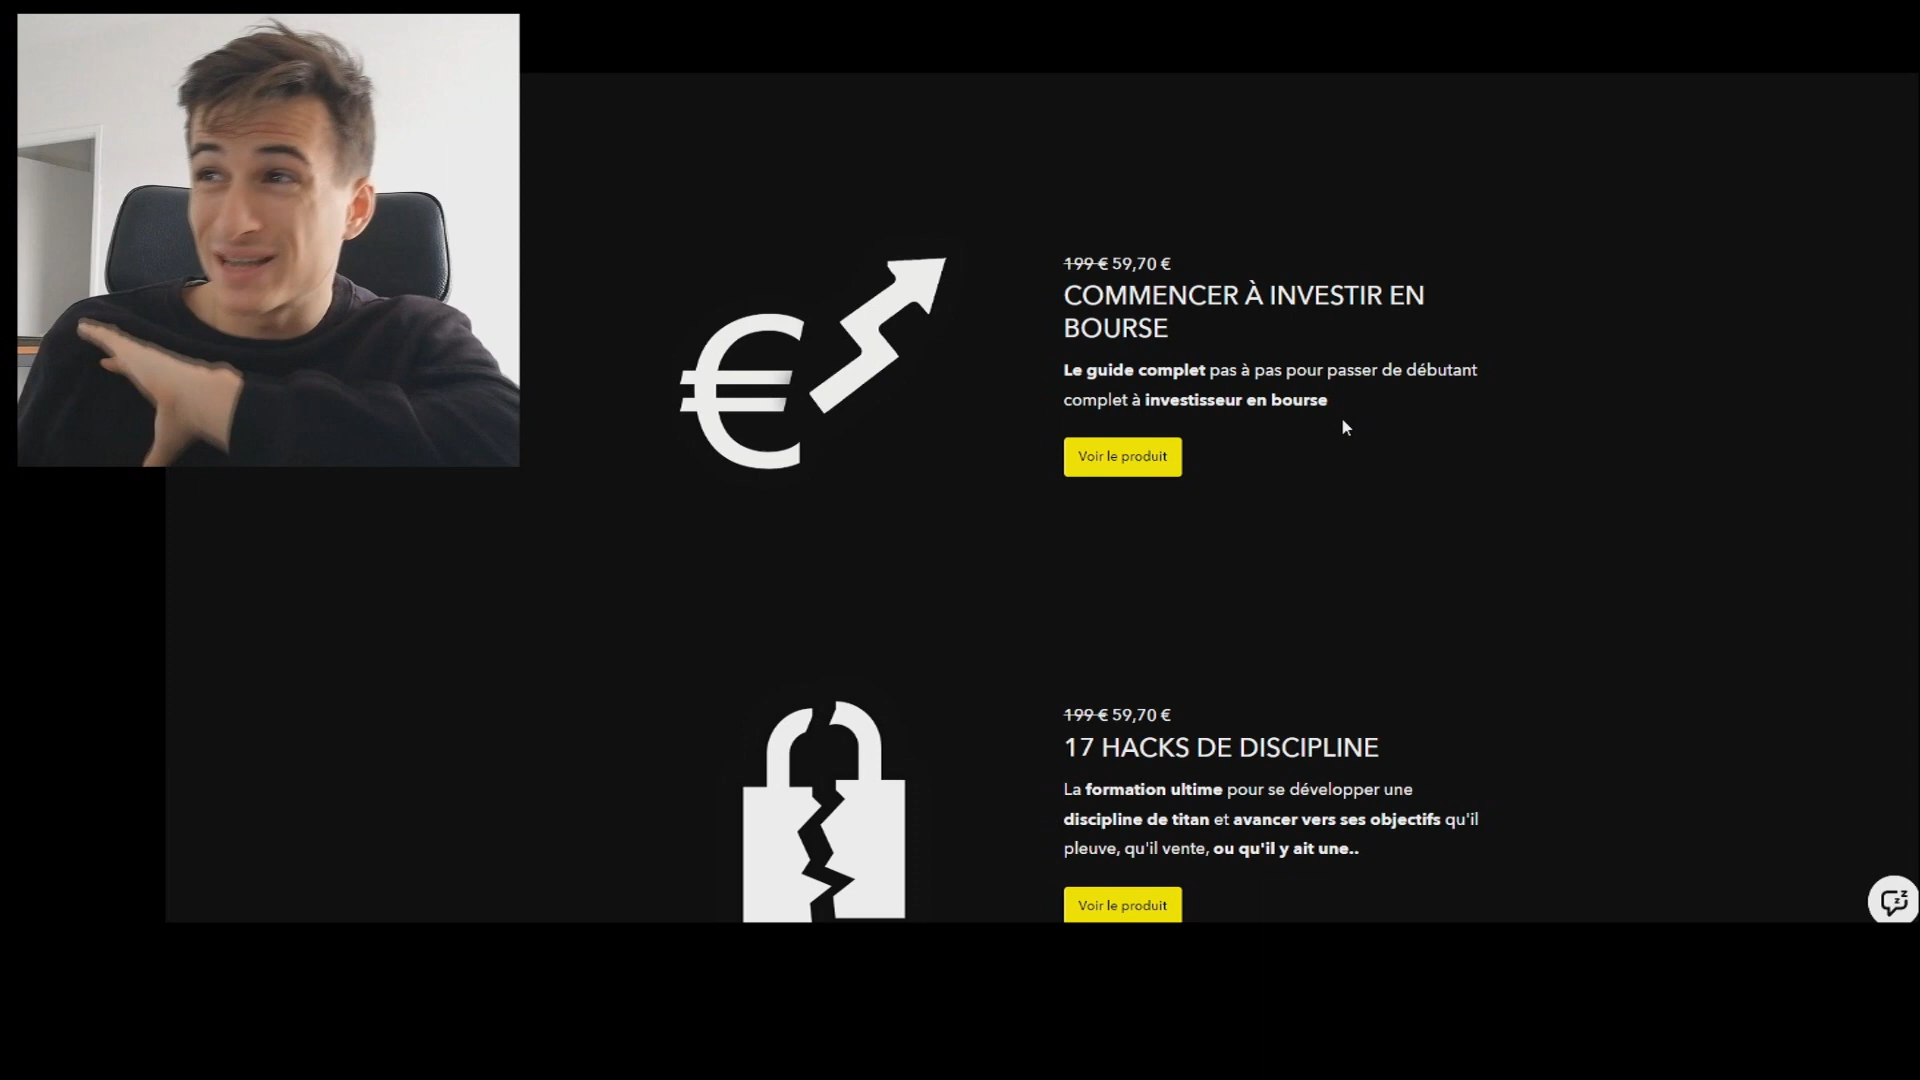 199 € 59,70 €
COMMENCER À INVESTIR EN
BOURSE
Le guide complet pas à pas pour passer de débutant
complet à investisseur en bourse
Voir le produit
199 € 59,70 €
17 HACKS DE DISCIPLINE
La formation ultime pour se développer une
discipline de titan et avancer vers ses objectifs qu'il
pleuve, qu'il vente, ou qu'il y ait une..
Voir le produit